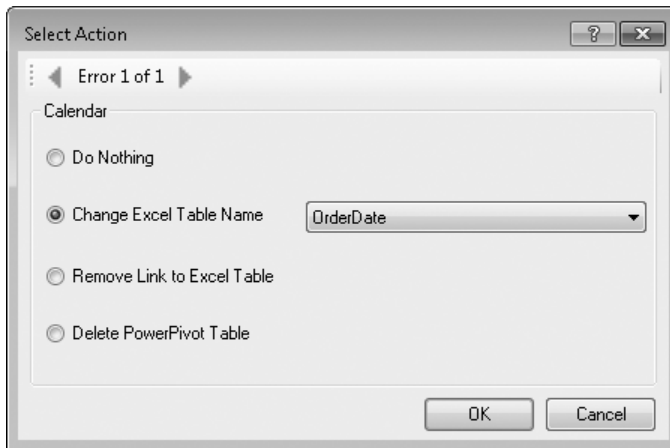 Select Action
Error 1 of 1
Calendar
Do Nothing
Change Excel Table Name OrderDate
Remove Link to Excel Table
Delete PowerPivot Table
OK Cancel